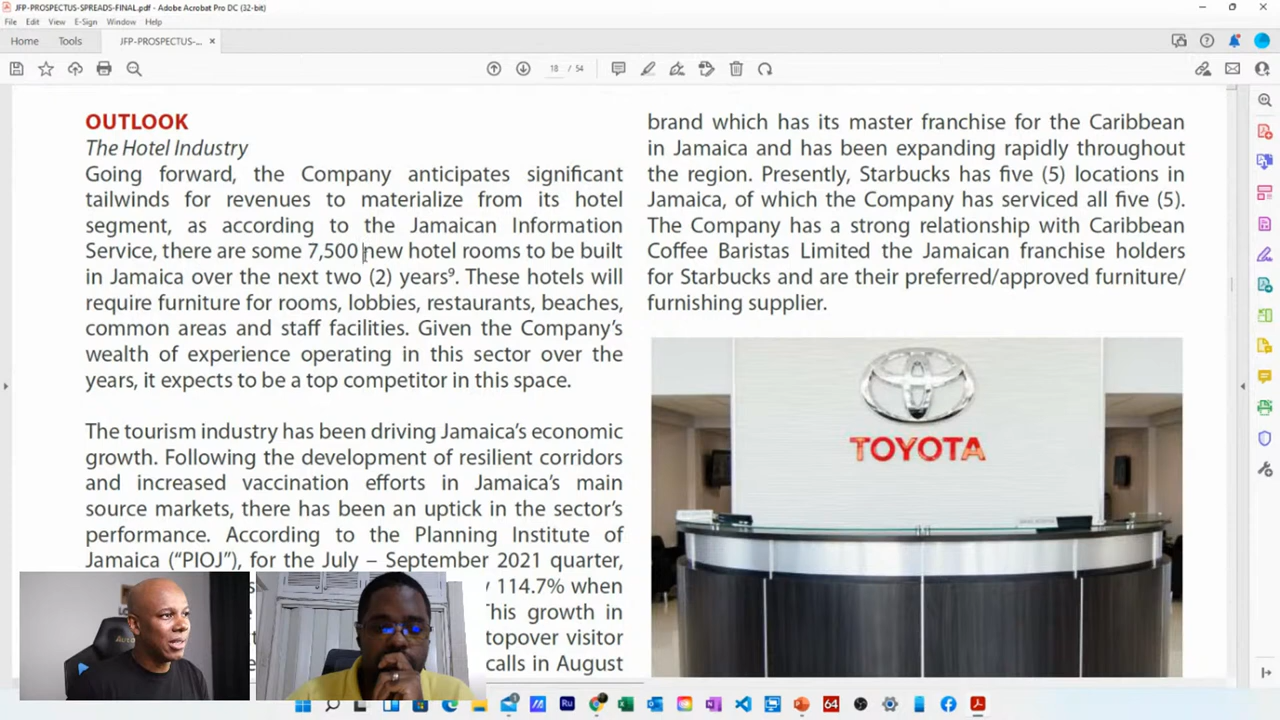 JFP-PROSPECTUS-SPREADS-FINAL.pdf - Adobe Acrobat Pro DC (32-bit)
File Edit View E-Sign Window Help
Home Tools JFP-PROSPECTUS-... ×
18 / 54
OUTLOOK
The Hotel Industry
Going forward, the Company anticipates significant
tailwinds for revenues to materialize from its hotel
segment, as according to the Jamaican Information
Service, there are some 7,500 new hotel rooms to be built
in Jamaica over the next two (2) years⁹. These hotels will
require furniture for rooms, lobbies, restaurants, beaches,
common areas and staff facilities. Given the Company's
wealth of experience operating in this sector over the
years, it expects to be a top competitor in this space.
The tourism industry has been driving Jamaica's economic
growth. Following the development of resilient corridors
and increased vaccination efforts in Jamaica's main
source markets, there has been an uptick in the sector's
performance. According to the Planning Institute of
Jamaica ("PIOJ"), for the July – September 2021 quarter,
114.7% when
This growth in
topover visitor
calls in August
brand which has its master franchise for the Caribbean
in Jamaica and has been expanding rapidly throughout
the region. Presently, Starbucks has five (5) locations in
Jamaica, of which the Company has serviced all five (5).
The Company has a strong relationship with Caribbean
Coffee Baristas Limited the Jamaican franchise holders
for Starbucks and are their preferred/approved furniture/
furnishing supplier.
TOYOTA
Ru
64